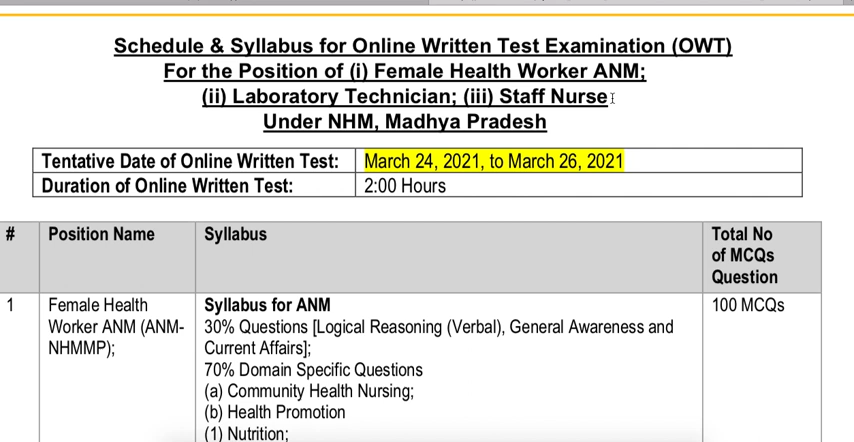 Schedule & Syllabus for Online Written Test Examination (OWT)
For the Position of (i) Female Health Worker ANM;
(ii) Laboratory Technician; (iii) Staff Nurse
Under NHM, Madhya Pradesh
Tentative Date of Online Written Test: March 24, 2021, to March 26, 2021
Duration of Online Written Test: 2:00 Hours
# Position Name Syllabus Total No
of MCQs
Question
1 Female Health Syllabus for ANM 100 MCQs
Worker ANM (ANM- 30% Questions [Logical Reasoning (Verbal), General Awareness and
NHMMP); Current Affairs];
70% Domain Specific Questions
(a) Community Health Nursing;
(b) Health Promotion
(1) Nutrition;